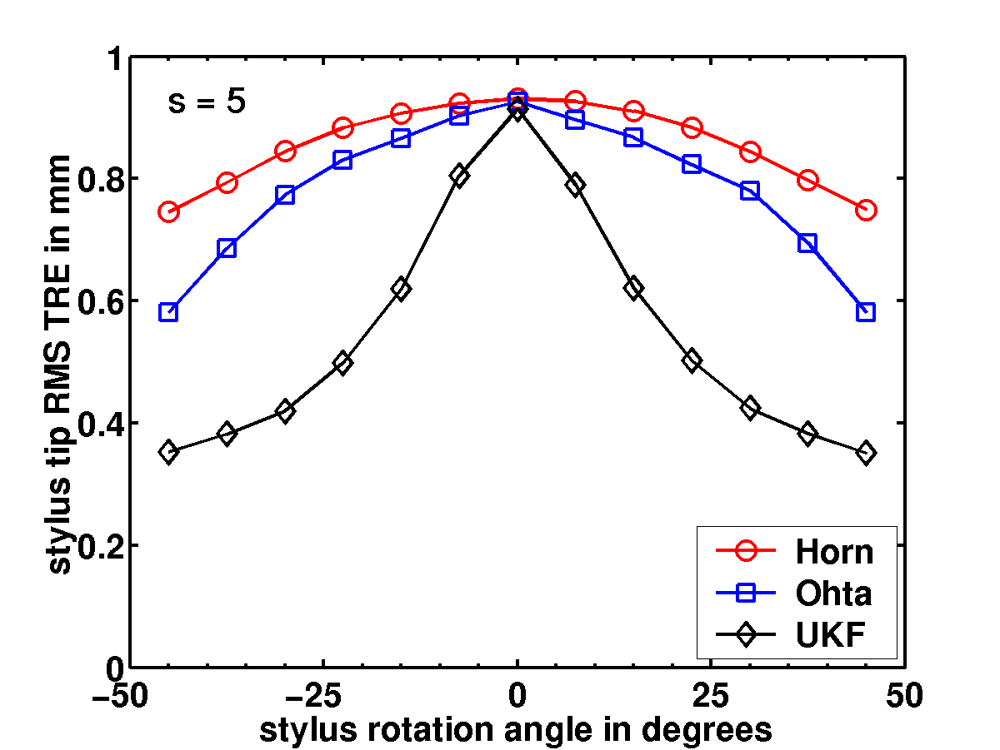 s = 5
stylus tip RMS TRE in mm
1
0.8
0.6
0.4
0.2
0
−50
−25
0
25
50
stylus rotation angle in degrees
Horn
Ohta
UKF